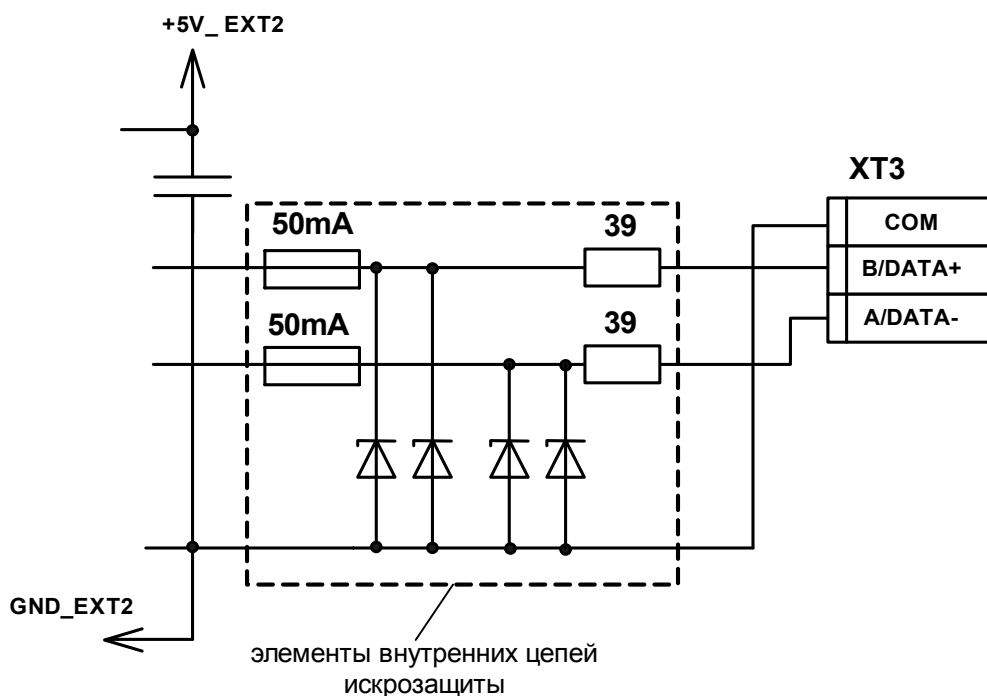 +5V_ EXT2
XT3
50mA
39
COM
B/DATA+
50mA
39
A/DATA-
GND_EXT2
элементы внутренних цепей
искрозащиты